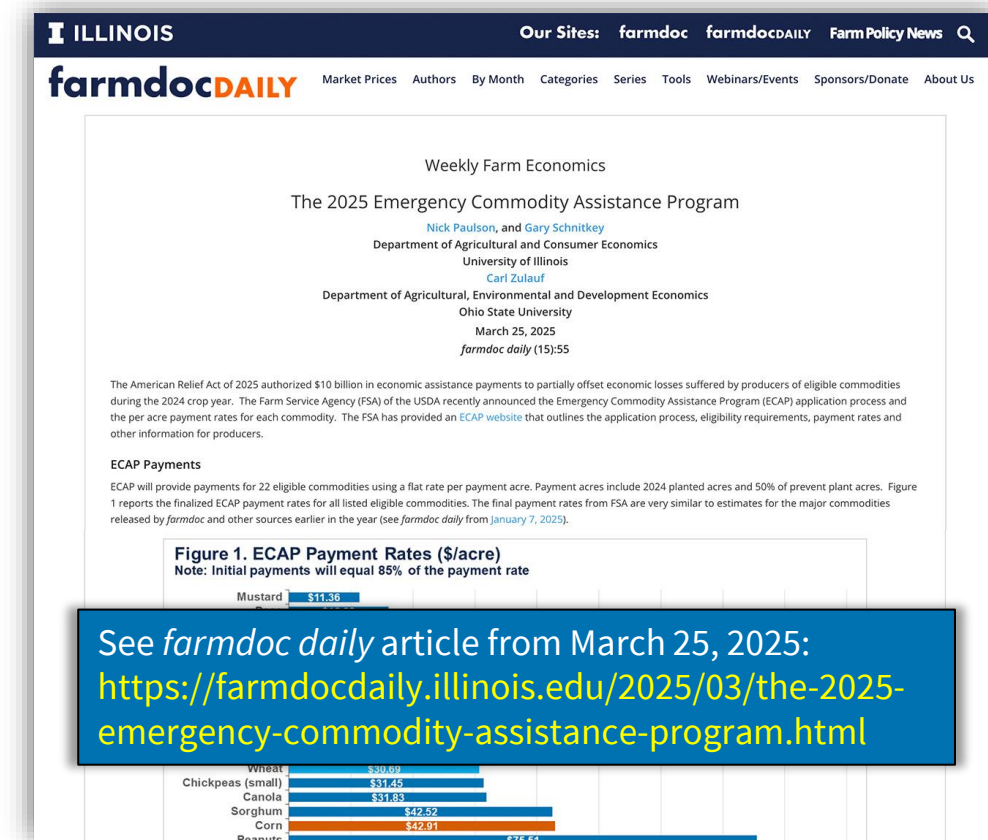 ILLINOIS
Our Sites: farmdoc farmdocDAILY Farm Policy News
farmdocDAILY
Market Prices Authors By Month Categories Series Tools Webinars/Events Sponsors/Donate About Us
Weekly Farm Economics
The 2025 Emergency Commodity Assistance Program
Nick Paulson, and Gary Schnitkey
Department of Agricultural and Consumer Economics
University of Illinois
Carl Zulauf
Department of Agricultural, Environmental and Development Economics
Ohio State University
March 25, 2025
farmdoc daily (15):55
The American Relief Act of 2025 authorized $10 billion in economic assistance payments to partially offset economic losses suffered by producers of eligible commodities
during the 2024 crop year. The Farm Service Agency (FSA) of the USDA recently announced the Emergency Commodity Assistance Program (ECAP) application process and
the per acre payment rates for each commodity. The FSA has provided an ECAP website that outlines the application process, eligibility requirements, payment rates and
other information for producers.
ECAP Payments
ECAP will provide payments for 22 eligible commodities using a flat rate per payment acre. Payment acres include 2024 planted acres and 50% of prevent plant acres. Figure
1 reports the finalized ECAP payment rates for all listed eligible commodities. The final payment rates from FSA are very similar to estimates for the major commodities
released by farmdoc and other sources earlier in the year (see farmdoc daily from January 7, 2025).
Figure 1. ECAP Payment Rates ($/acre)
Note: Initial payments will equal 85% of the payment rate
Mustard $11.36
See farmdoc daily article from March 25, 2025:
https://farmdocdaily.illinois.edu/2025/03/the-2025-
emergency-commodity-assistance-program.html
Wheat $30.69
Chickpeas (small) $31.45
Canola $31.83
Sorghum $42.52
Corn $42.91
Peanuts $75.51